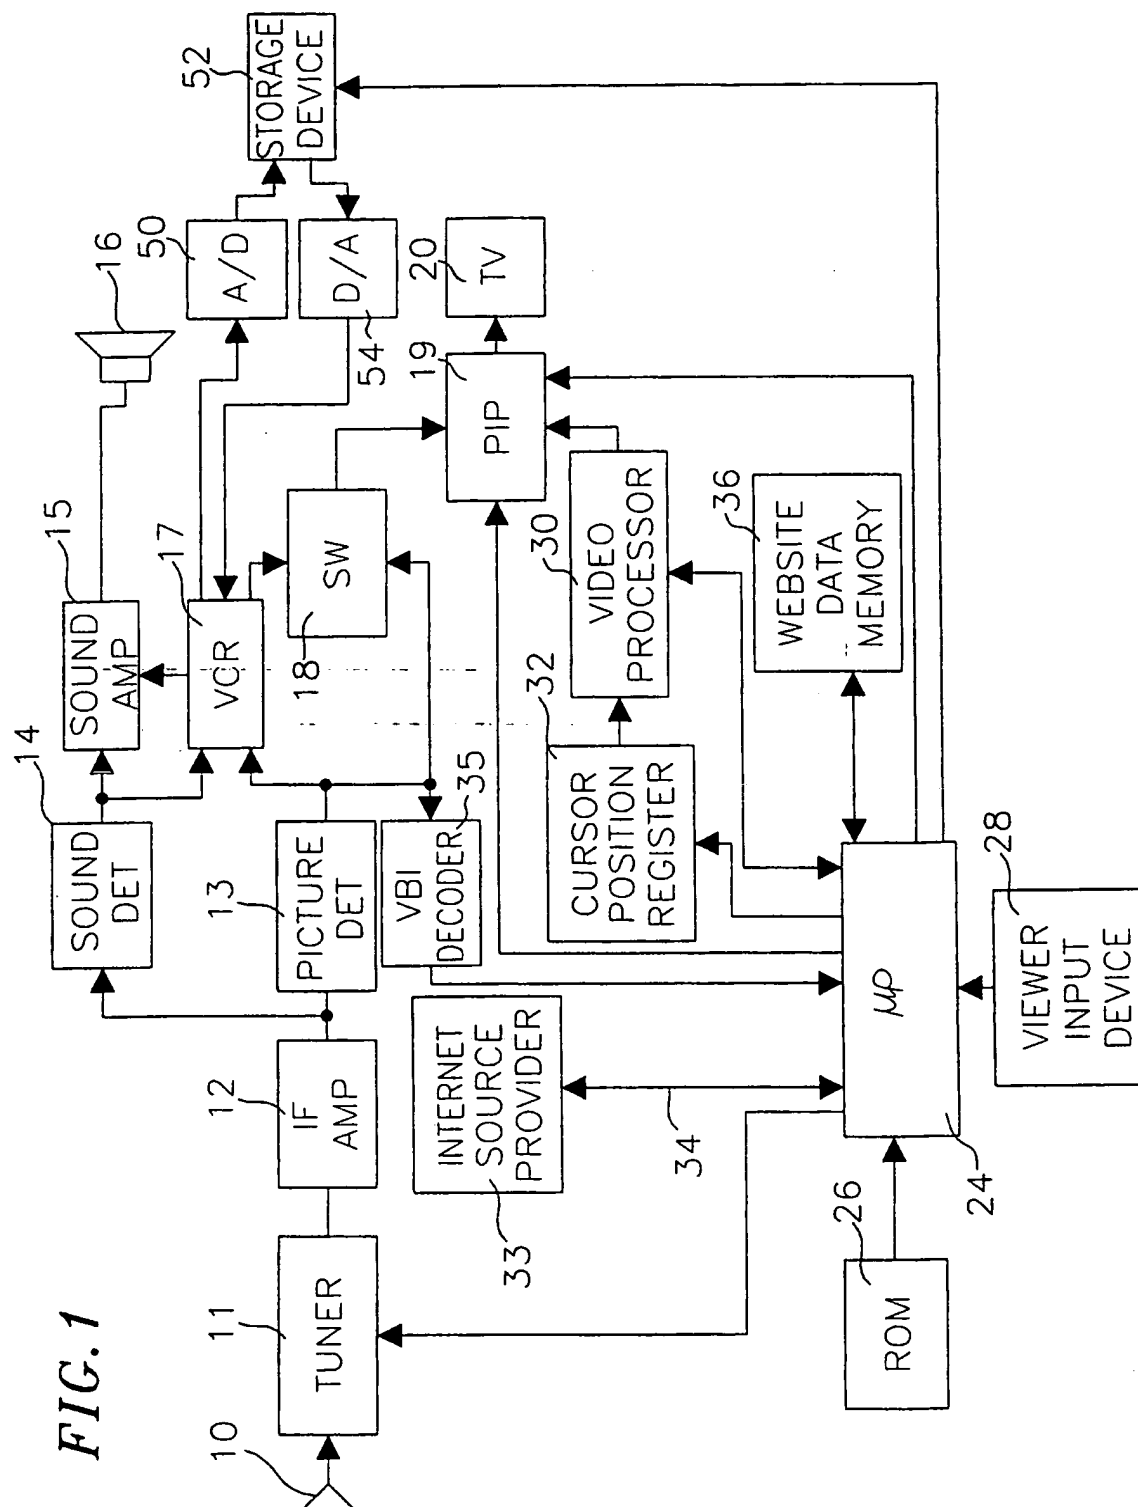 FIG. 1
10
11
TUNER
12
IF
AMP
13
PICTURE
DET
14
SOUND
DET
15
SOUND
AMP
16
17
VCR
18
SW
50
A/D
52
STORAGE
DEVICE
54
D/A
19
PIP
20
TV
VBI
DECODER
35
33
INTERNET
SOURCE
PROVIDER
34
32
CURSOR
POSITION
REGISTER
30
VIDEO
PROCESSOR
36
WEBSITE
DATA
MEMORY
26
ROM
24
μP
28
VIEWER
INPUT
DEVICE